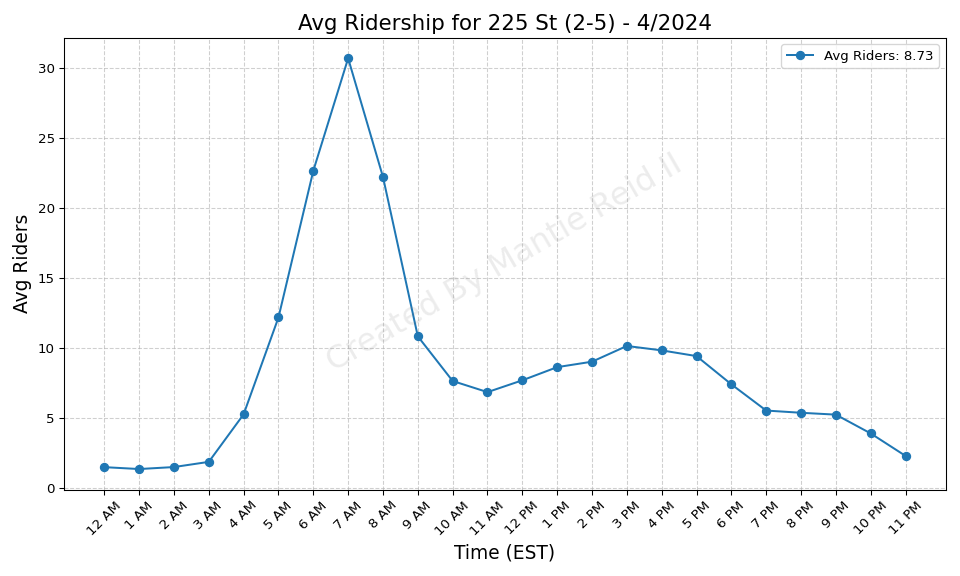 Avg Ridership for 225 St (2-5) - 4/2024
Avg Riders: 8.73
Avg Riders
30
25
20
15
10
5
0
Created By Mantle Reid II
12 AM 1 AM 2 AM 3 AM 4 AM 5 AM 6 AM 7 AM 8 AM 9 AM 10 AM 11 AM 12 PM 1 PM 2 PM 3 PM 4 PM 5 PM 6 PM 7 PM 8 PM 9 PM 10 PM 11 PM
Time (EST)